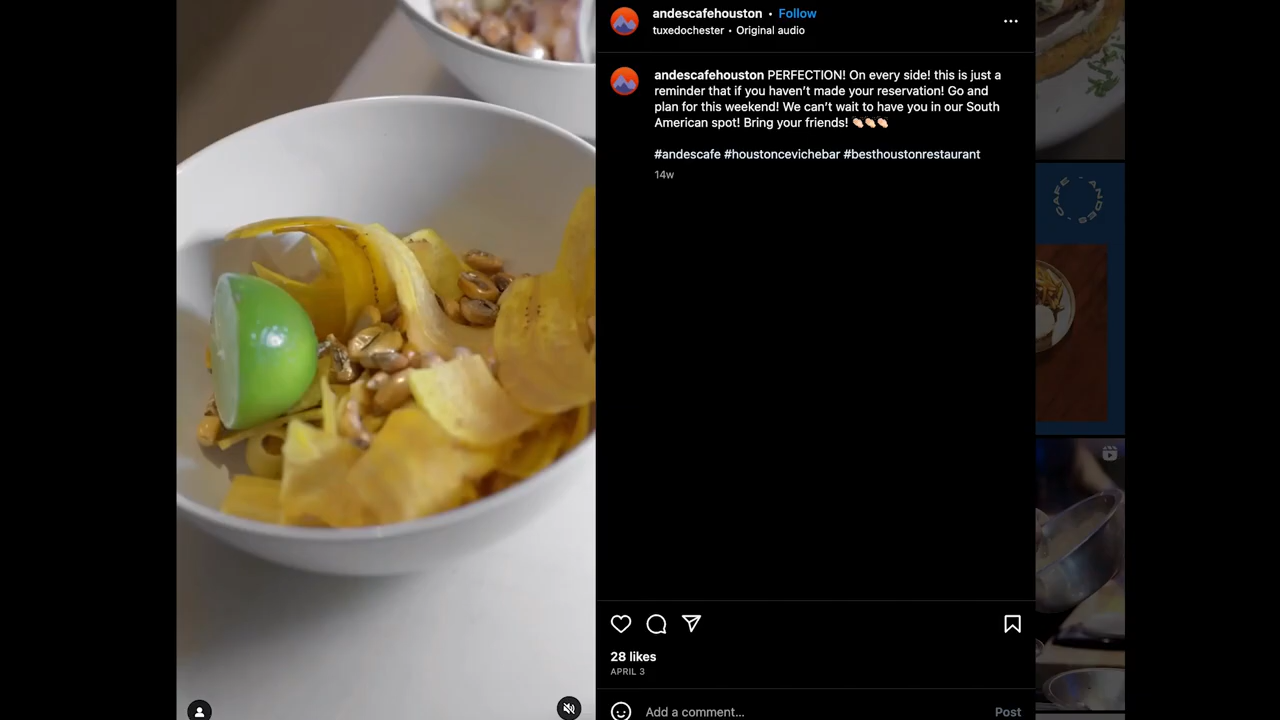 andescafehouston • Follow
tuxedochester • Original audio
andescafehouston PERFECTION! On every side! this is just a
reminder that if you haven’t made your reservation! Go and
plan for this weekend! We can’t wait to have you in our South
American spot! Bring your friends! 👏🏻👏🏻👏🏻
#andescafe #houstoncevichebar #besthoustonrestaurant
14w
28 likes
APRIL 3
Add a comment...
Post
ANDES CAFE